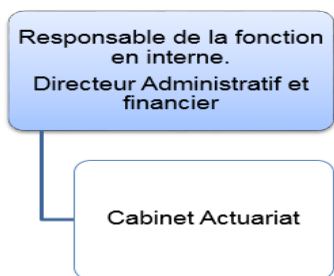 Responsable de la fonction
en interne.
Directeur Administratif et
financier
Cabinet Actuariat